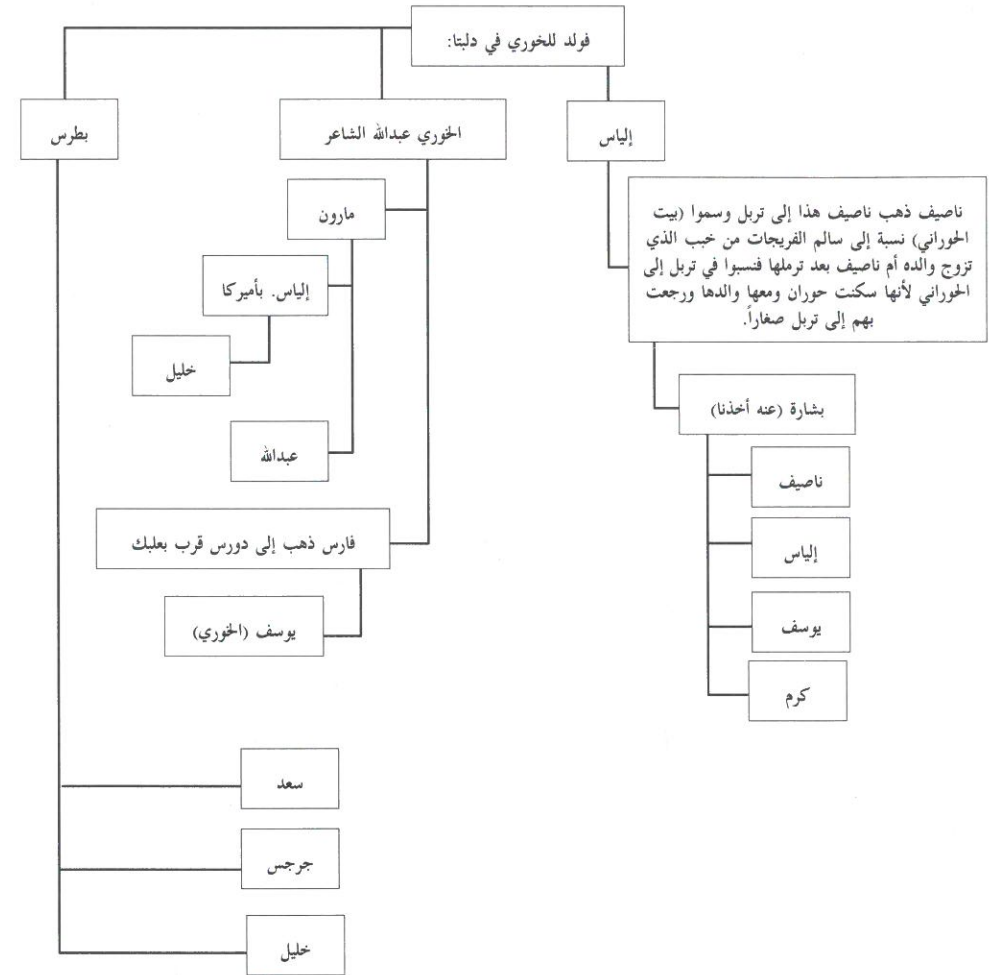 فولد للخوري في دلبتا:
إلياس
ناصيف ذهب ناصيف هذا إلى تربل وسموا (بيت
الحوراني) نسبة إلى سالم الفريجات من خبب الذي
تزوج والده أم ناصيف بعد ترملها فنسبوا في تربل إلى
الحوراني لأنها سكنت حوران ومعها والدها ورجعت
بهم إلى تربل صغاراً.
بشارة (عنه أخذنا)
ناصيف
إلياس
يوسف
كرم
الخوري عبدالله الشاعر
مارون
إلياس. بأميركا
خليل
عبدالله
فارس ذهب إلى دورس قرب بعلبك
يوسف (الخوري)
بطرس
سعد
جرجس
خليل